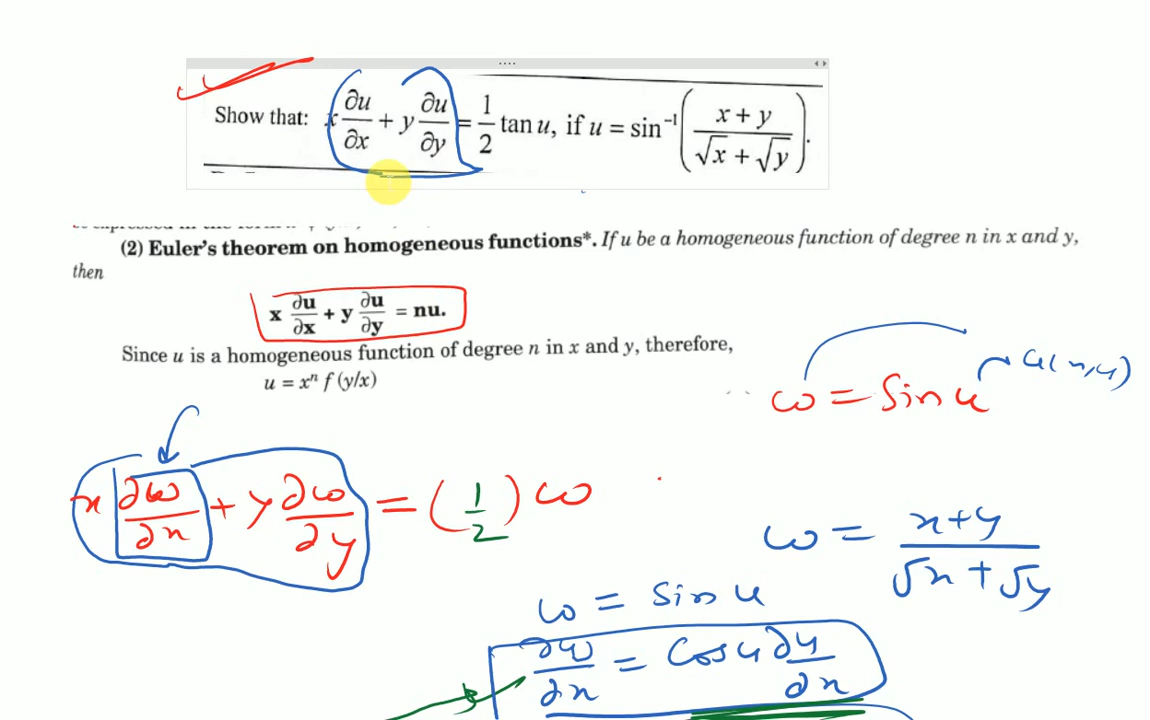 Show that: x ∂u/∂x + y ∂u/∂y = 1/2 tan u, if u = sin⁻¹ ( (x + y) / (√x + √y) ).
(2) Euler's theorem on homogeneous functions*. If u be a homogeneous function of degree n in x and y,
then
x ∂u/∂x + y ∂u/∂y = nu.
Since u is a homogeneous function of degree n in x and y, therefore,
u = xⁿ f (y/x)
u(x,y)
ω = Sin u
x ∂ω/∂x + y ∂ω/∂y = (1/2) ω
ω = (x+y) / (√x + √y)
ω = Sin u
∂ω/∂x = Cos u ∂u/∂x